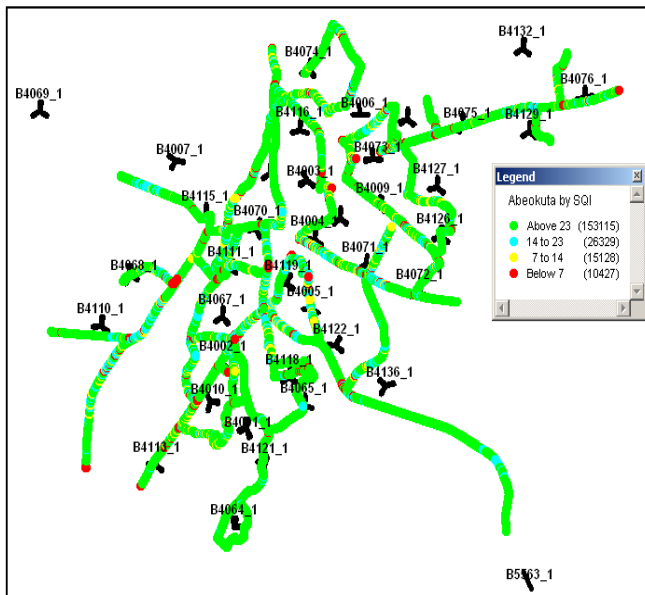 B4132_1
B4074_1
B4076_1
B4069_1
B4006_1
B4075_1
B4116_1
B4129_1
B4007_1
B4073_1
B4003_1
B4127_1
B4009_1
B4115_1
B4070_1
B4004_1
B4126_1
B4111_1
B4071_1
B4068_1
B4119_1
B4072_1
B4005_1
B4067_1
B4110_1
B4122_1
B4002_1
B4118_1
B4136_1
B4010_1
B4065_1
B4113_1
B4121_1
B4064_1
B5563_1
Legend
Abeokuta by SQI
Above 23 (153115)
14 to 23 (26329)
7 to 14 (15128)
Below 7 (10427)